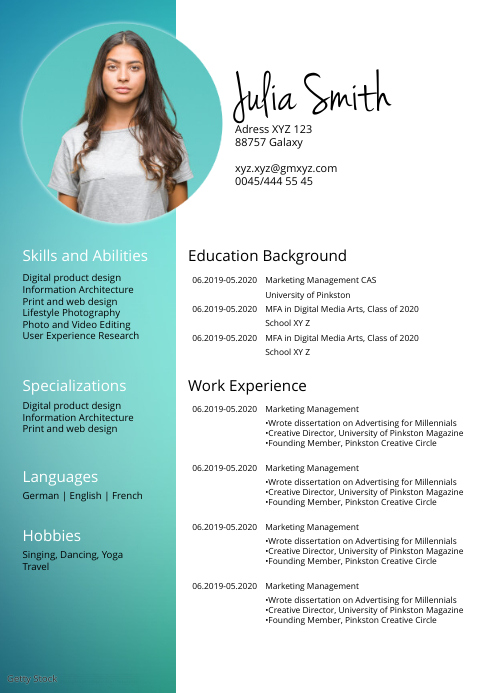 Julia Smith
Adress XYZ 123
88757 Galaxy
xyz.xyz@gmxyz.com
0045/444 55 45
Skills and Abilities
Digital product design
Information Architecture
Print and web design
Lifestyle Photography
Photo and Video Editing
User Experience Research
Specializations
Digital product design
Information Architecture
Print and web design
Languages
German | English | French
Hobbies
Singing, Dancing, Yoga
Travel
Education Background
06.2019-05.2020 Marketing Management CAS
University of Pinkston
06.2019-05.2020 MFA in Digital Media Arts, Class of 2020
School XY Z
06.2019-05.2020 MFA in Digital Media Arts, Class of 2020
School XY Z
Work Experience
06.2019-05.2020 Marketing Management
•Wrote dissertation on Advertising for Millennials
•Creative Director, University of Pinkston Magazine
•Founding Member, Pinkston Creative Circle
06.2019-05.2020 Marketing Management
•Wrote dissertation on Advertising for Millennials
•Creative Director, University of Pinkston Magazine
•Founding Member, Pinkston Creative Circle
06.2019-05.2020 Marketing Management
•Wrote dissertation on Advertising for Millennials
•Creative Director, University of Pinkston Magazine
•Founding Member, Pinkston Creative Circle
06.2019-05.2020 Marketing Management
•Wrote dissertation on Advertising for Millennials
•Creative Director, University of Pinkston Magazine
•Founding Member, Pinkston Creative Circle